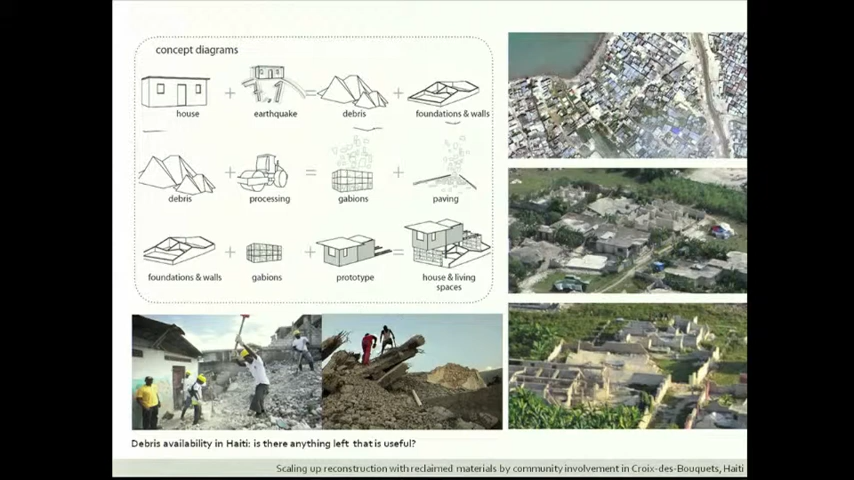 concept diagrams
house
earthquake
debris
foundations & walls
debris
processing
gabions
paving
foundations & walls
gabions
prototype
house & living
spaces
Debris availability in Haiti: is there anything left that is useful?
Scaling up reconstruction with reclaimed materials by community involvement in Croix-des-Bouquets, Haiti